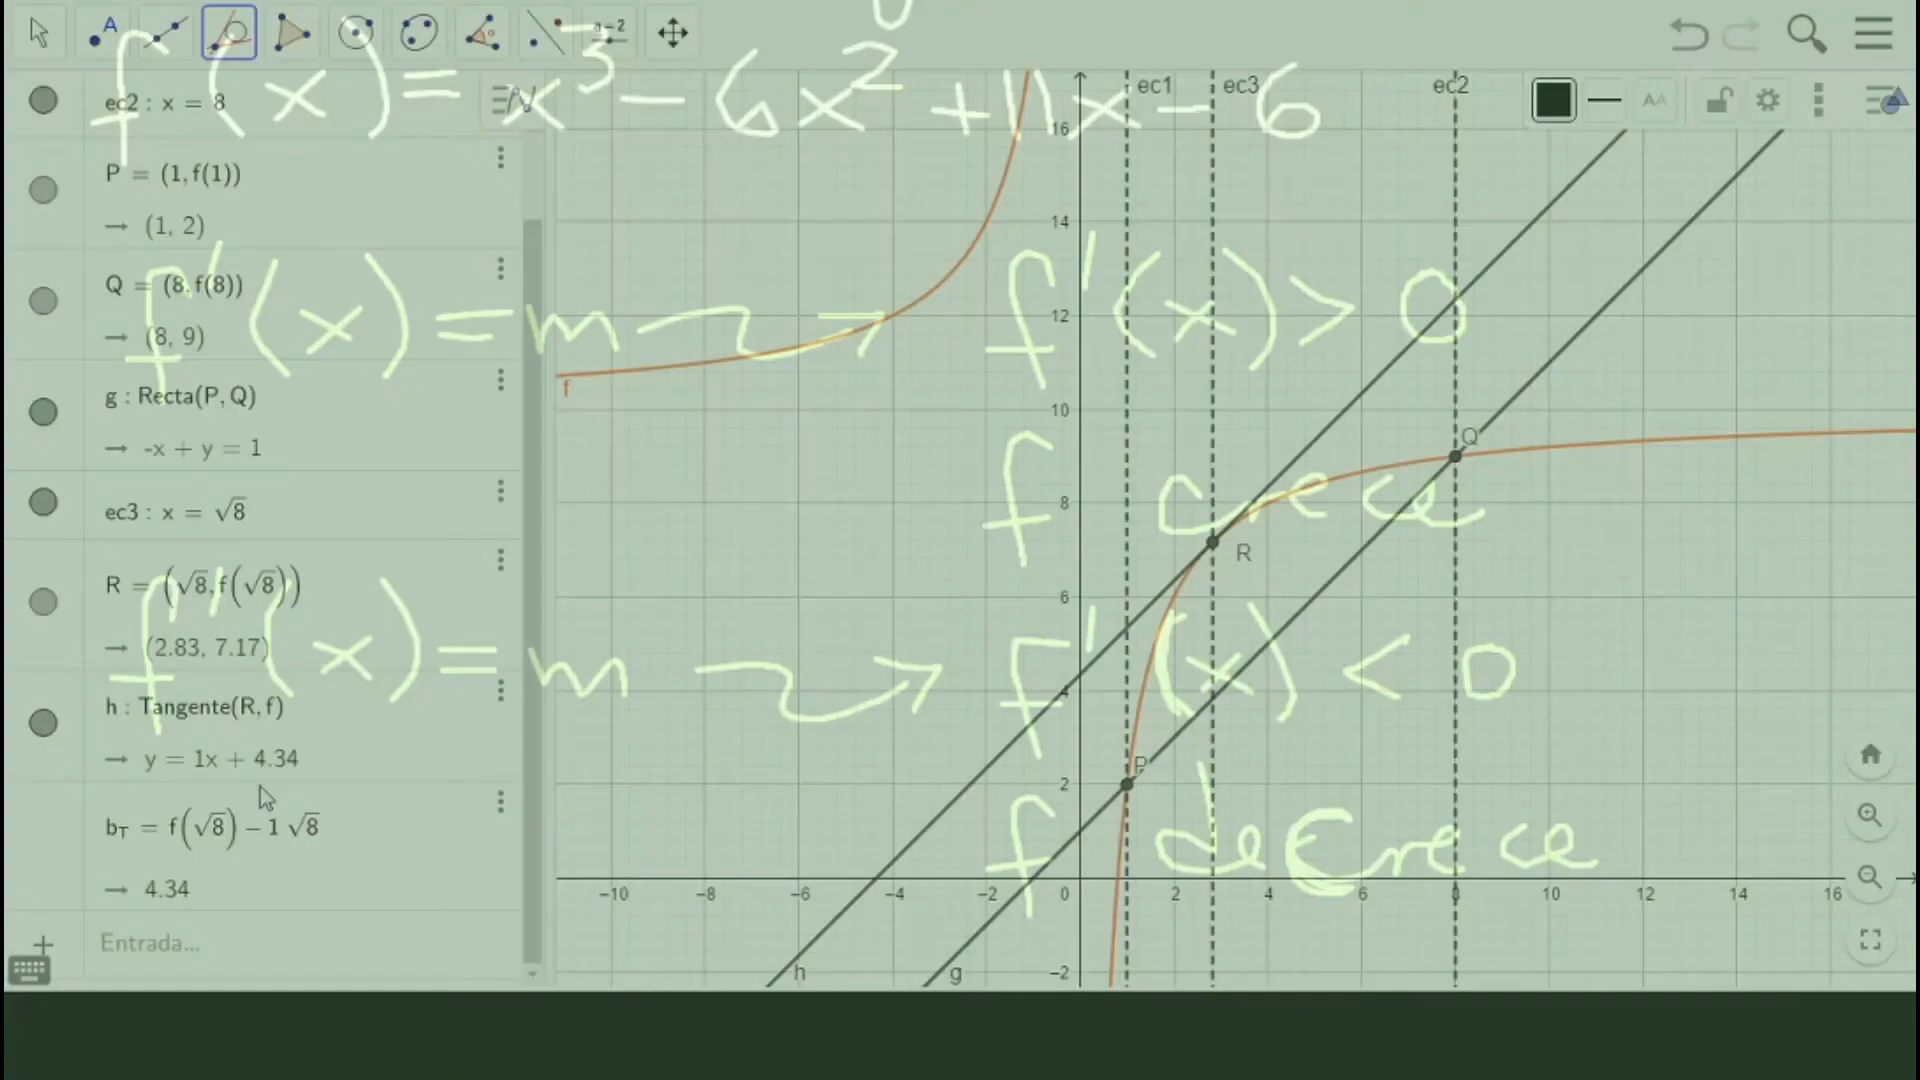 f(x) = x³ - 6x² + 11x - 6
f'(x) = m → f'(x) > 0
f crece
f'(x) = m → f'(x) < 0
f decrece
A
a=2
ec2 : x = 8
P = (1, f(1))
→ (1, 2)
Q = (8, f(8))
→ (8, 9)
g : Recta(P, Q)
→ -x + y = 1
ec3 : x = √8
R = (√8, f(√8))
→ (2.83, 7.17)
h : Tangente(R, f)
→ y = 1x + 4.34
b_T = f(√8) – 1 √8
→ 4.34
+ Entrada...
ec1 ec3 ec2
AA
16
14
12
10
8
6
4
2
0
–2
–10 –8 –6 –4 –2 2 4 6 8 10 12 14 16
f
Q
R
P
h g